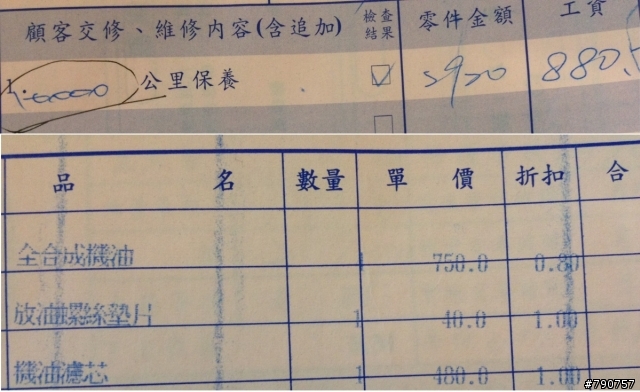 顧客交修、維修內容(含追加) 檢查結果 零件金額 工資
公里保養 880.
品名 數量 單價 折扣 合
全合成機油 1 750.0 0.80
放油螺絲墊片 1 40.0 1.00
機油濾芯 1 480.0 1.00
#790757